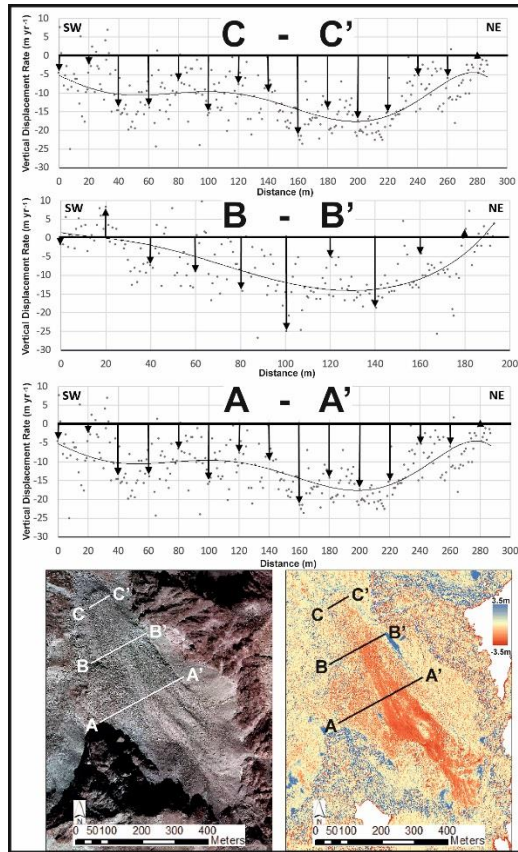 SW C - C' NE
Vertical Displacement Rate (m yr⁻¹)
10
5
0
-5
-10
-15
-20
-25
-30
0 20 40 60 80 100 120 140 160 180 200 220 240 260 280 300
Distance (m)
SW B - B' NE
Vertical Displacement Rate (m yr⁻¹)
10
5
0
-5
-10
-15
-20
-25
-30
0 20 40 60 80 100 120 140 160 180 200
Distance (m)
SW A - A' NE
Vertical Displacement Rate (m yr⁻¹)
10
5
0
-5
-10
-15
-20
-25
-30
0 20 40 60 80 100 120 140 160 180 200 220 240 260 280 300
Distance (m)
C C'
B B'
A A'
N
0 50 100 200 300 400
Meters
3.5m
-3.5m
C C'
B B'
A A'
N
0 50 100 200 300 400
Meters